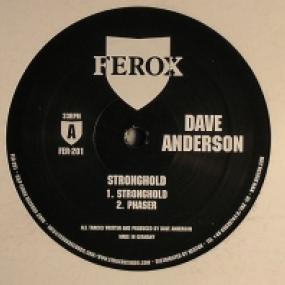 FEROX
33RPM
A
FER 201
DAVE
ANDERSON
STRONGHOLD
1. STRONGHOLD
2. PHASER
ALL TRACKS WRITTEN AND PRODUCED BY DAVE ANDERSON
MADE IN GERMANY